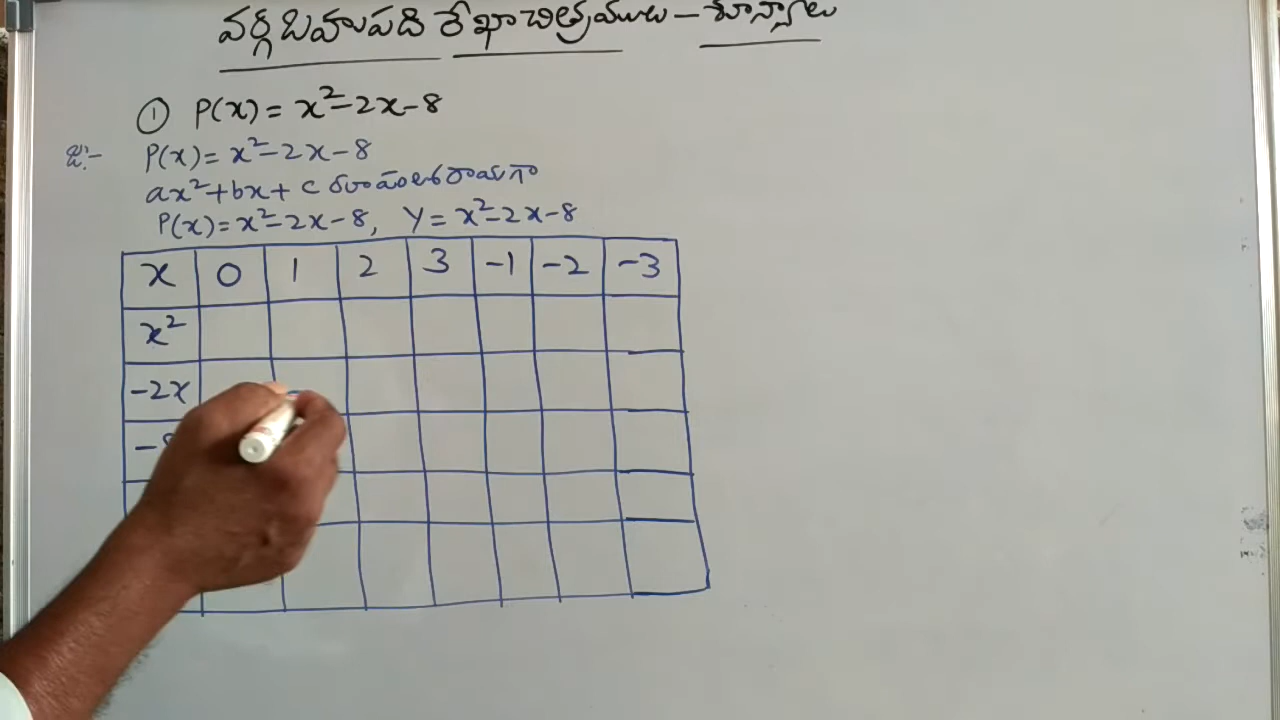 వర్గ బహుపది రేఖా చిత్రములు - శూన్యాలు
① P(x) = x²-2x-8
జ:- P(x) = x²-2x-8
ax²+bx+c
P(x) = x²-2x-8, Y = x²-2x-8
x 0 1 2 3 -1 -2 -3
x²
-2x